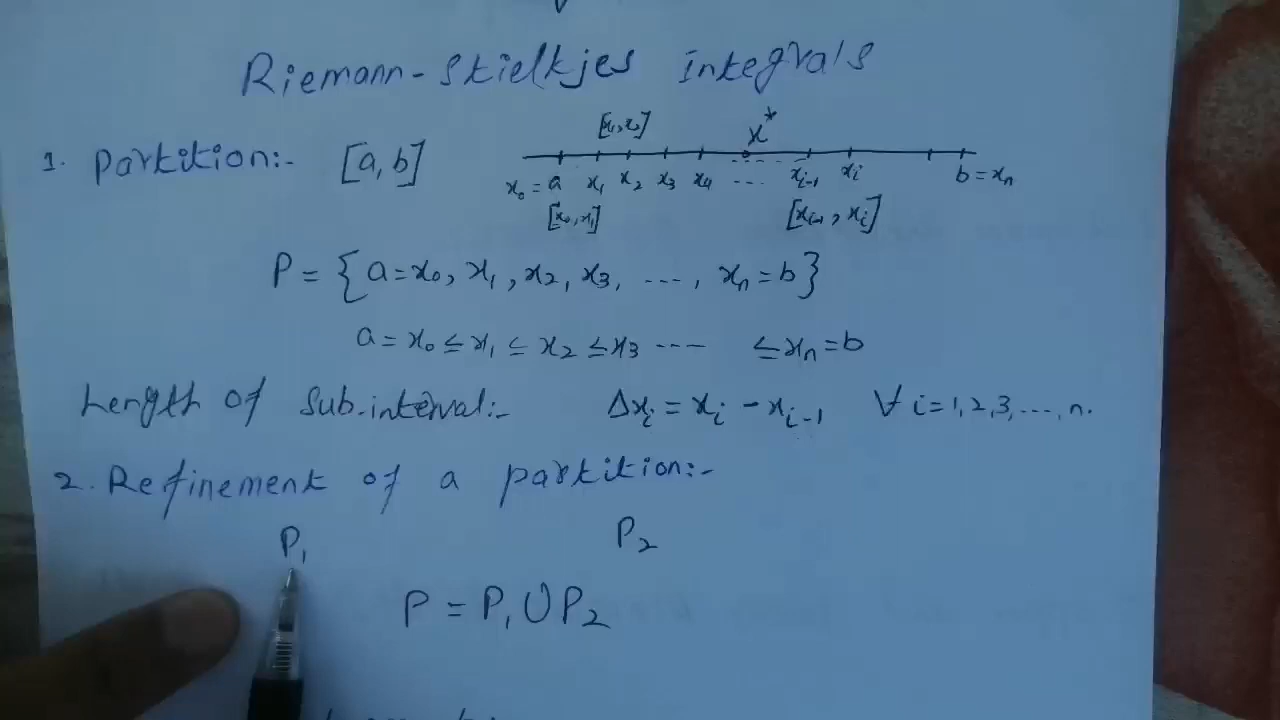 Riemann-Stieltjes integrals
[x₁,x₂] x*
1. Partition:- [a,b]
x₀=a x₁ x₂ x₃ x₄ ... xᵢ₋₁ xᵢ b=xₙ
[x₀,x₁] [xᵢ₋₁, xᵢ]
P = {a=x₀, x₁, x₂, x₃, ---, xₙ=b}
a=x₀ ≤ x₁ ≤ x₂ ≤ x₃ --- ≤ xₙ=b
Length of Sub-interval:- Δxᵢ = xᵢ - xᵢ₋₁ ∀ i=1,2,3,---,n.
2. Refinement of a partition:-
P₁ P₂
P = P₁ ∪ P₂